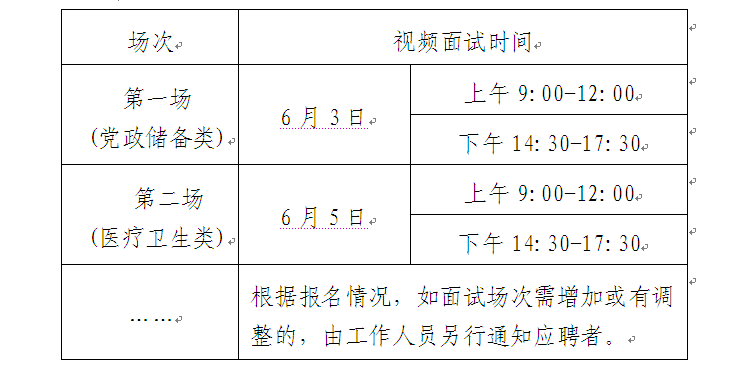 场次
视频面试时间
第一场
(党政储备类)
6月3日
上午 9:00-12:00
下午 14:30-17:30
第二场
(医疗卫生类)
6月5日
上午 9:00-12:00
下午 14:30-17:30
……
根据报名情况，如面试场次需增加或有调
整的，由工作人员另行通知应聘者。